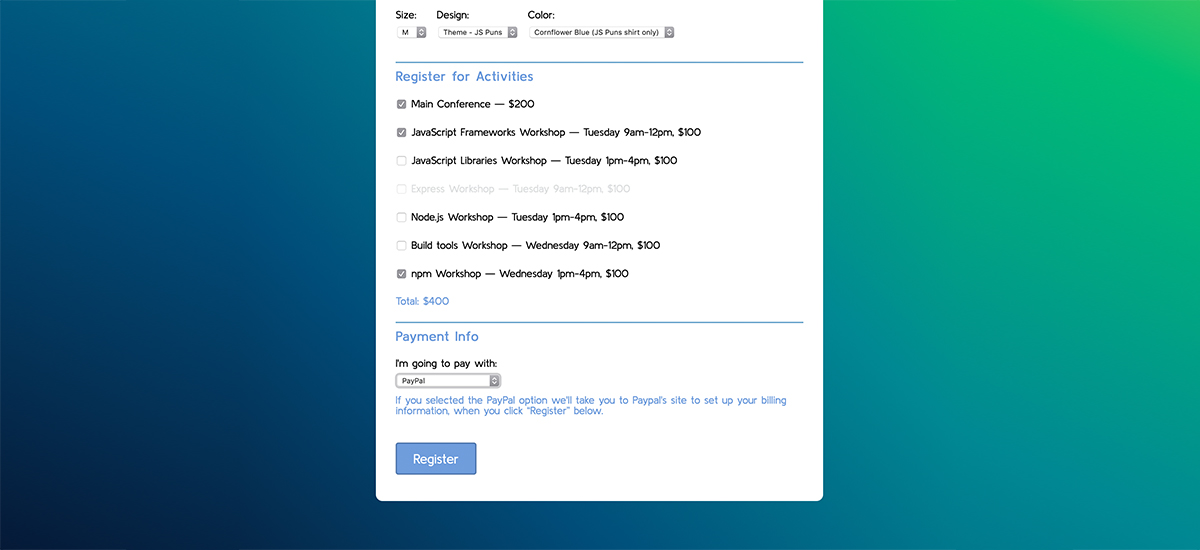 Size: Design: Color:
M Theme - JS Puns Cornflower Blue (JS Puns shirt only)
Register for Activities
Main Conference — $200
JavaScript Frameworks Workshop — Tuesday 9am-12pm, $100
JavaScript Libraries Workshop — Tuesday 1pm-4pm, $100
Express Workshop — Tuesday 9am-12pm, $100
Node.js Workshop — Tuesday 1pm-4pm, $100
Build tools Workshop — Wednesday 9am-12pm, $100
npm Workshop — Wednesday 1pm-4pm, $100
Total: $400
Payment Info
I'm going to pay with:
PayPal
If you selected the PayPal option we'll take you to Paypal's site to set up your billing
information, when you click "Register" below.
Register